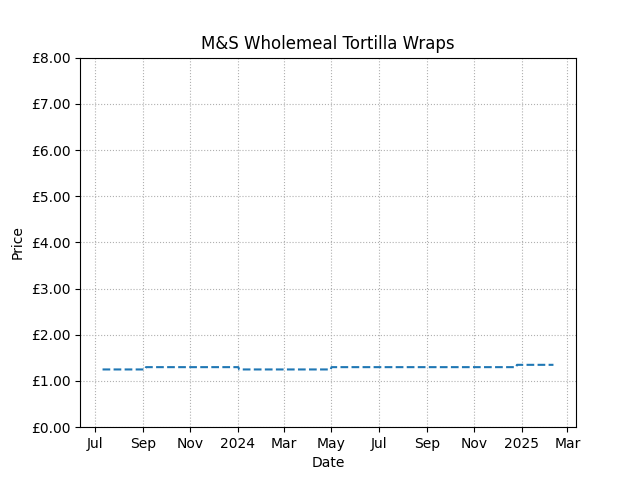 M&S Wholemeal Tortilla Wraps
£8.00
£7.00
£6.00
£5.00
£4.00
£3.00
£2.00
£1.00
£0.00
Price
Jul Sep Nov 2024 Mar May Jul Sep Nov 2025 Mar
Date